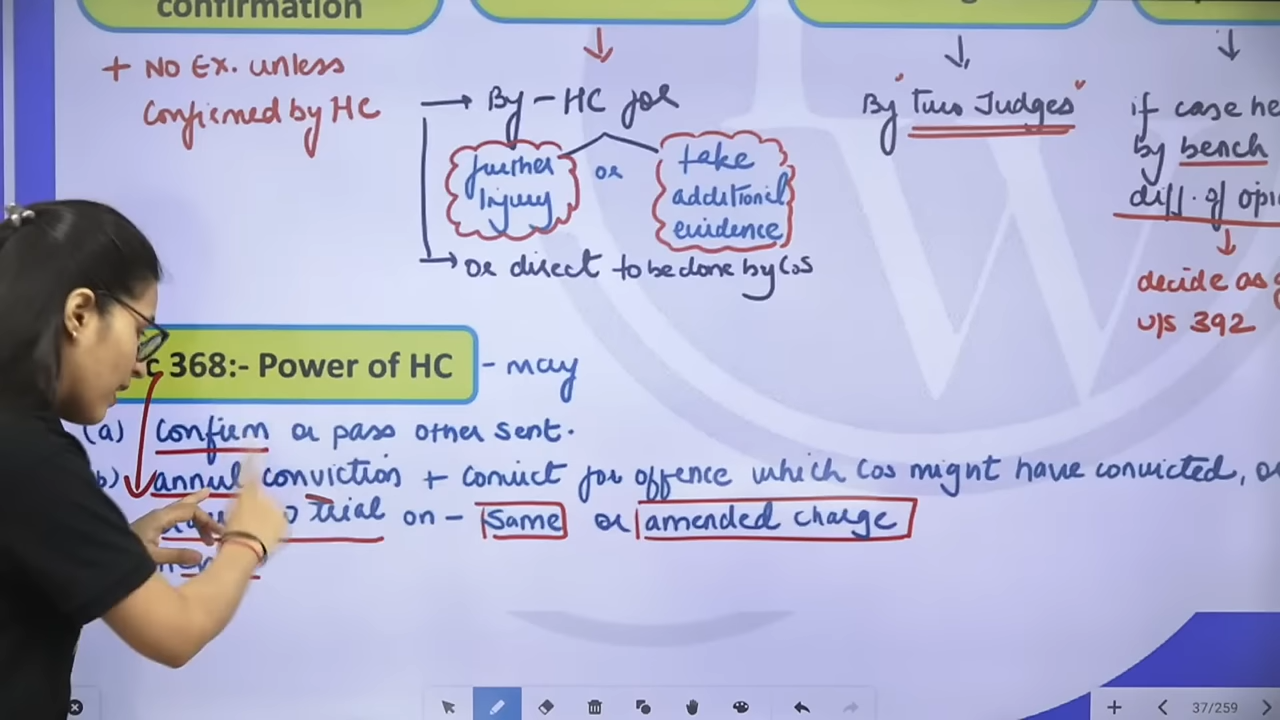 confirmation
+ NO Ex. unless
Confirmed by HC
→ By - HC for
further
Injury
or
take
additional
evidence
→ or direct to be done by CoS
By "Two Judges"
if case he
by bench
diff. of opi
decide as
u/s 392
c 368:- Power of HC - may
(a) Confirm or pass other sent.
b) annul conviction + convict for offence which Cos might have convicted, or
Trial on - Same or amended charge
37/259